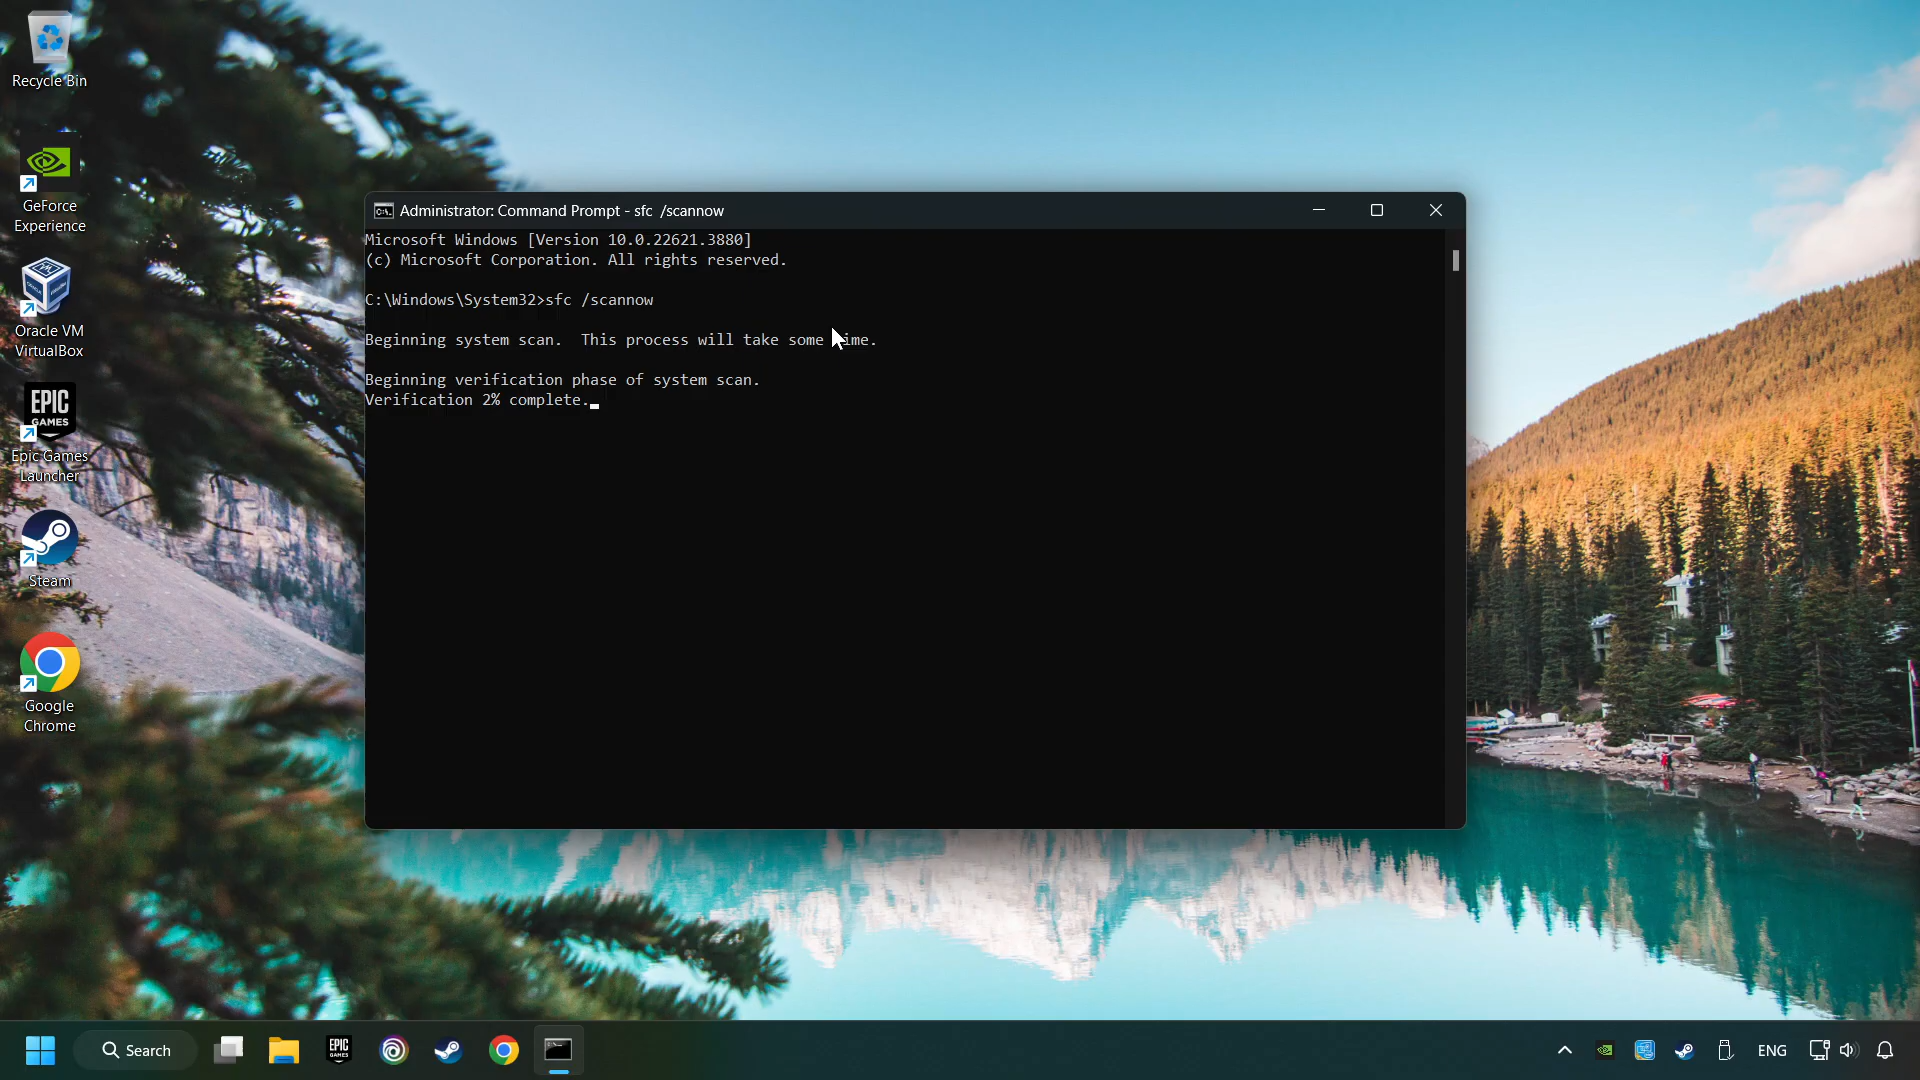 Recycle Bin
GeForce
Experience
Oracle VM
VirtualBox
EPIC
GAMES
Epic Games
Launcher
Steam
Google
Chrome
Administrator: Command Prompt - sfc  /scannow
Microsoft Windows [Version 10.0.22621.3880]
(c) Microsoft Corporation. All rights reserved.
C:\Windows\System32>sfc /scannow
Beginning system scan.  This process will take some time.
Beginning verification phase of system scan.
Verification 2% complete.
Search
EPIC
GAMES
ENG